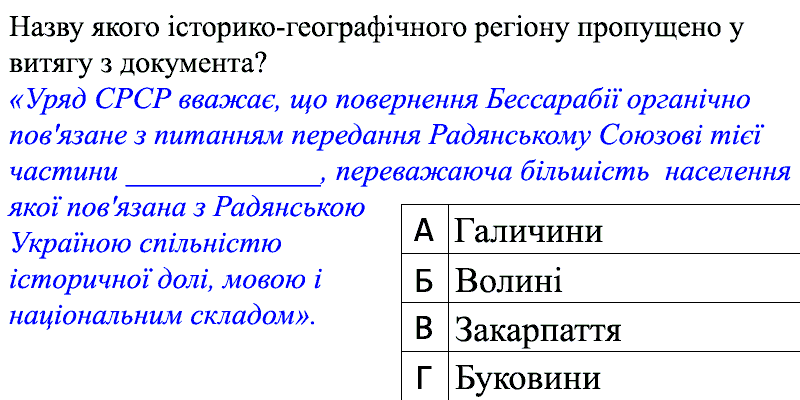 Назву якого історико-географічного регіону пропущено у
витягу з документа?
«Уряд СРСР вважає, що повернення Бессарабії органічно
пов'язане з питанням передання Радянському Союзові тієї
частини _____________, переважаюча більшість населення
якої пов'язана з Радянською
Україною спільністю
історичної долі, мовою і
національним складом».
А Галичини
Б Волині
В Закарпаття
Г Буковини